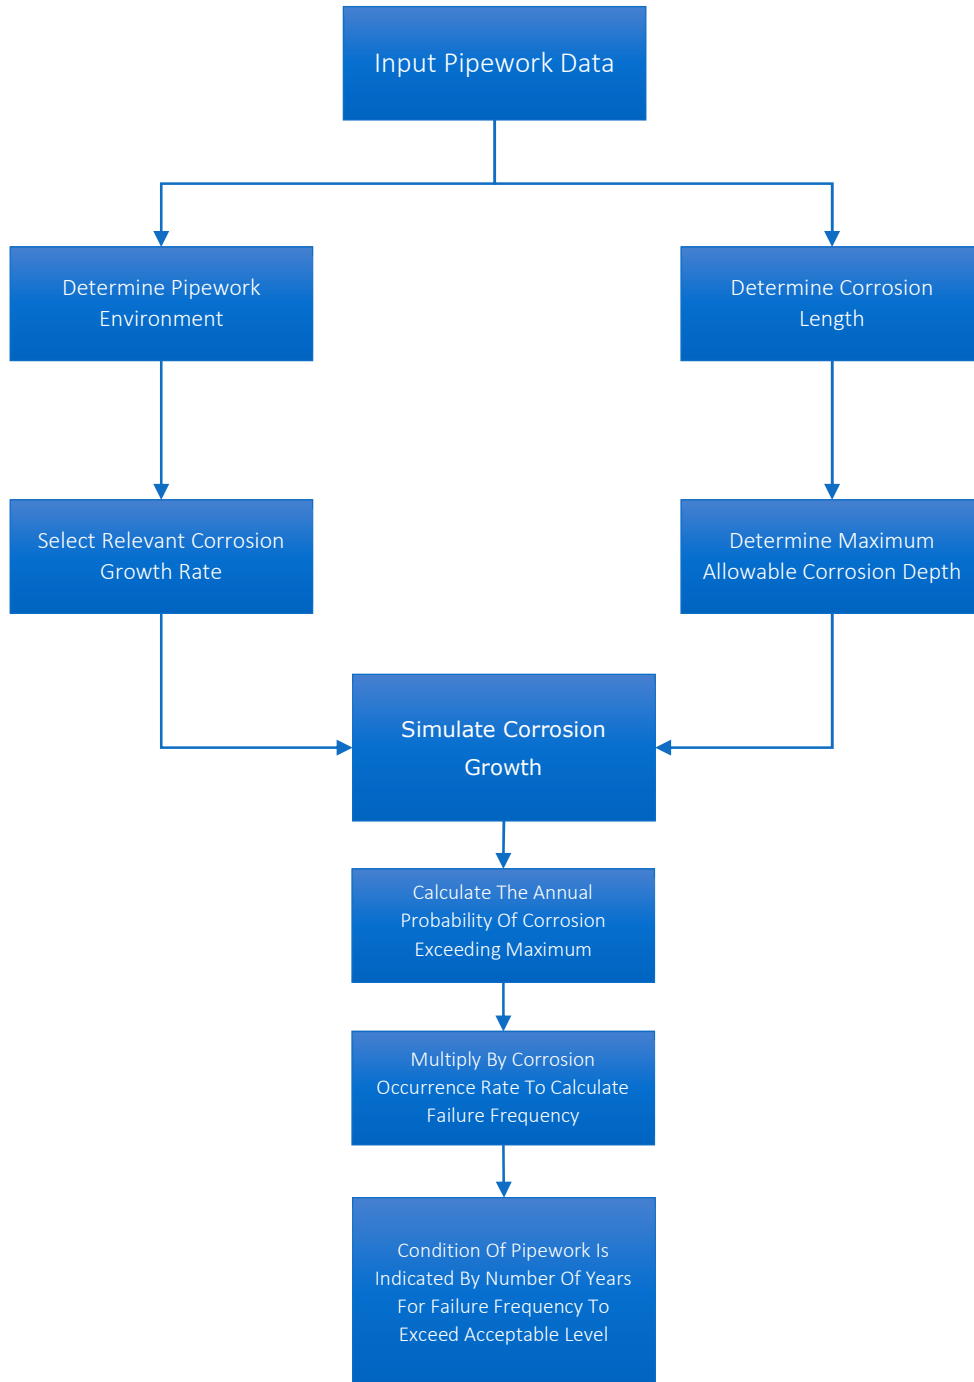 Input Pipework Data
Determine Pipework
Environment
Determine Corrosion
Length
Select Relevant Corrosion
Growth Rate
Determine Maximum
Allowable Corrosion Depth
Simulate Corrosion
Growth
Calculate The Annual
Probability Of Corrosion
Exceeding Maximum
Multiply By Corrosion
Occurrence Rate To Calculate
Failure Frequency
Condition Of Pipework Is
Indicated By Number Of Years
For Failure Frequency To
Exceed Acceptable Level